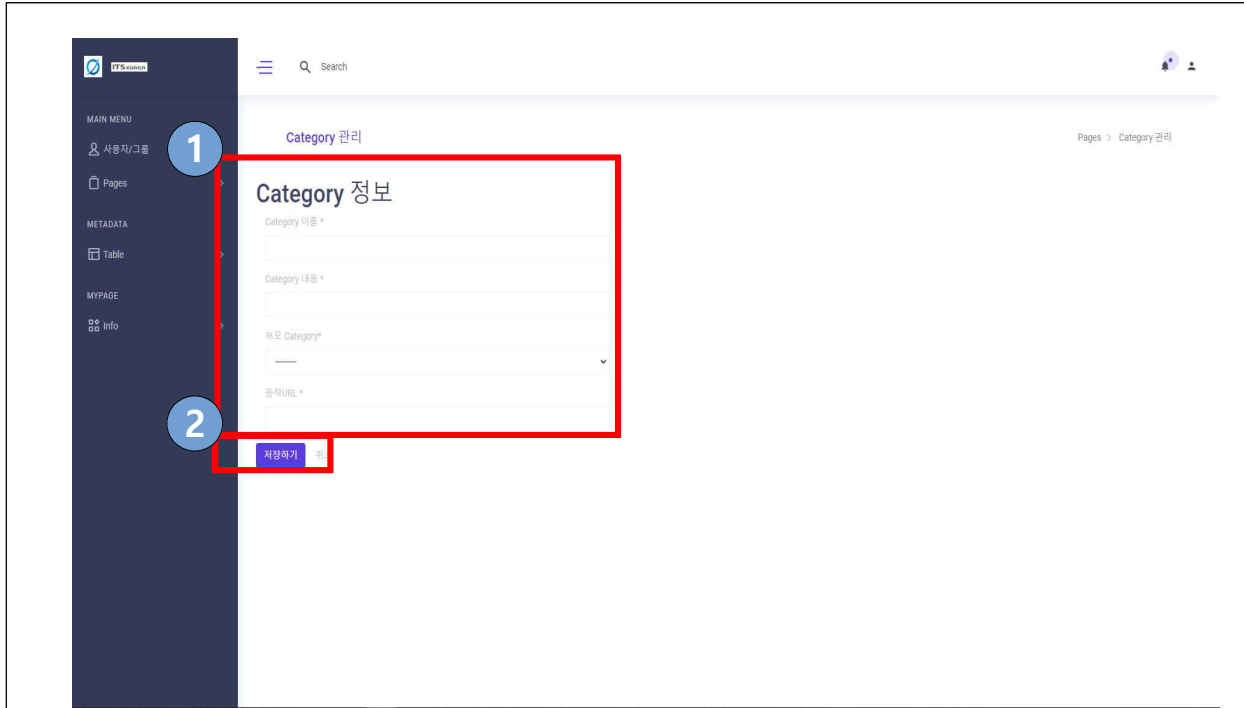 ITS KOREA
Search
MAIN MENU
사용자/그룹
Pages
METADATA
Table
MYPAGE
Info
Category 관리
Pages > Category 관리
1
Category 정보
Category 이름 *
Category 내용 *
부모 Category*
동작URL *
2
저장하기